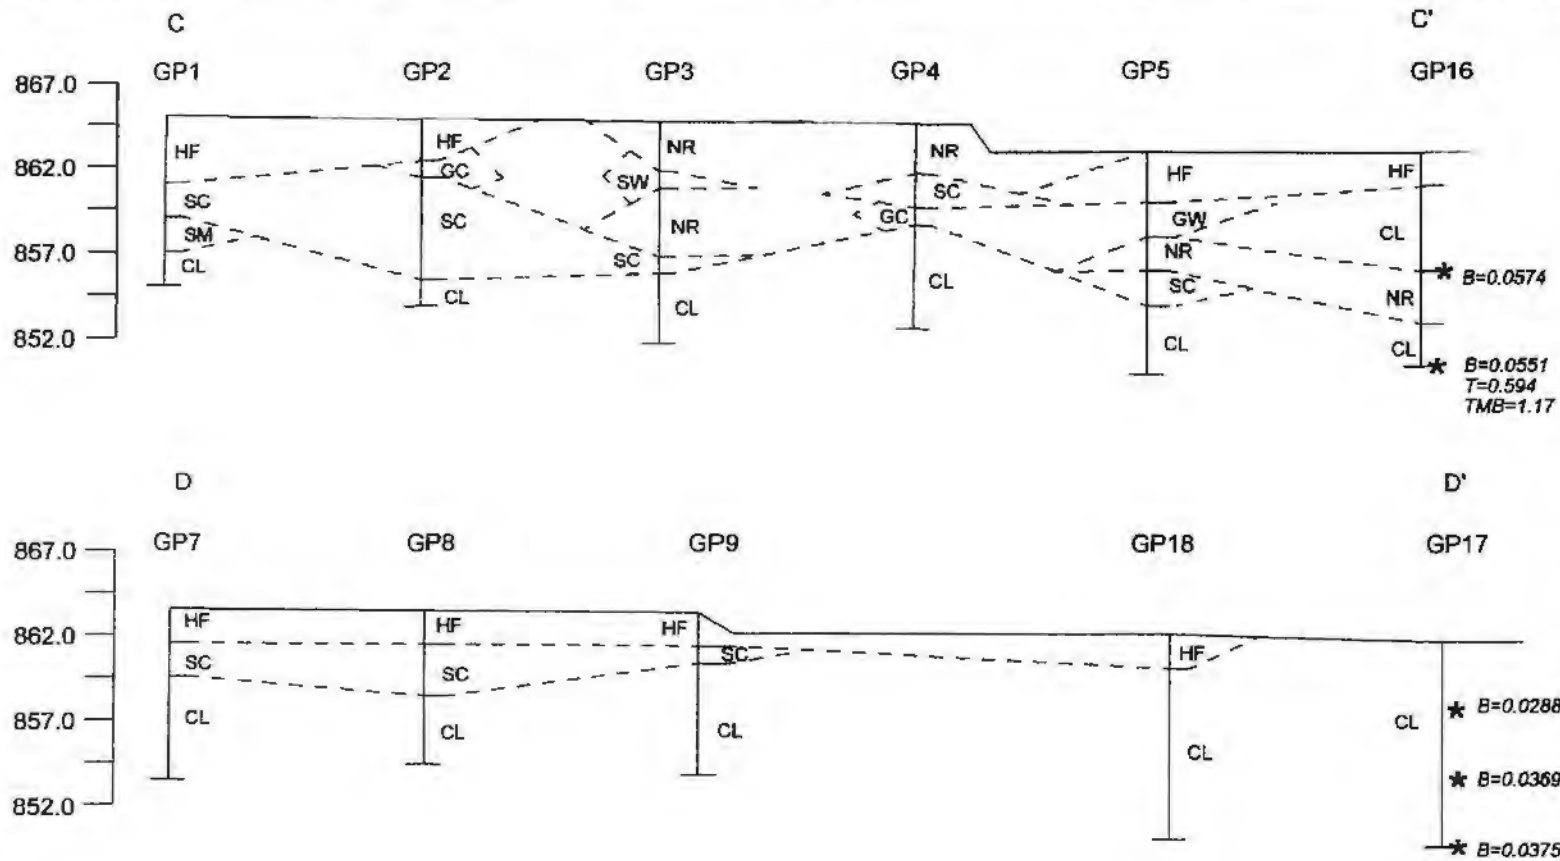 C C'
GP1 GP2 GP3 GP4 GP5 GP16
867.0
HF HF NR NR
862.0 GC SW HF HF
SC SC SC
SC GC GW
SM NR CL
857.0 NR
CL SC SC
B=0.0574
CL CL CL NR
852.0 CL CL
B=0.0551
T=0.594
TMB=1.17
D D'
GP7 GP8 GP9 GP18 GP17
867.0
HF HF HF
862.0
SC SC SC HF
857.0 CL CL CL CL CL
B=0.0288
B=0.0369
852.0
B=0.0375